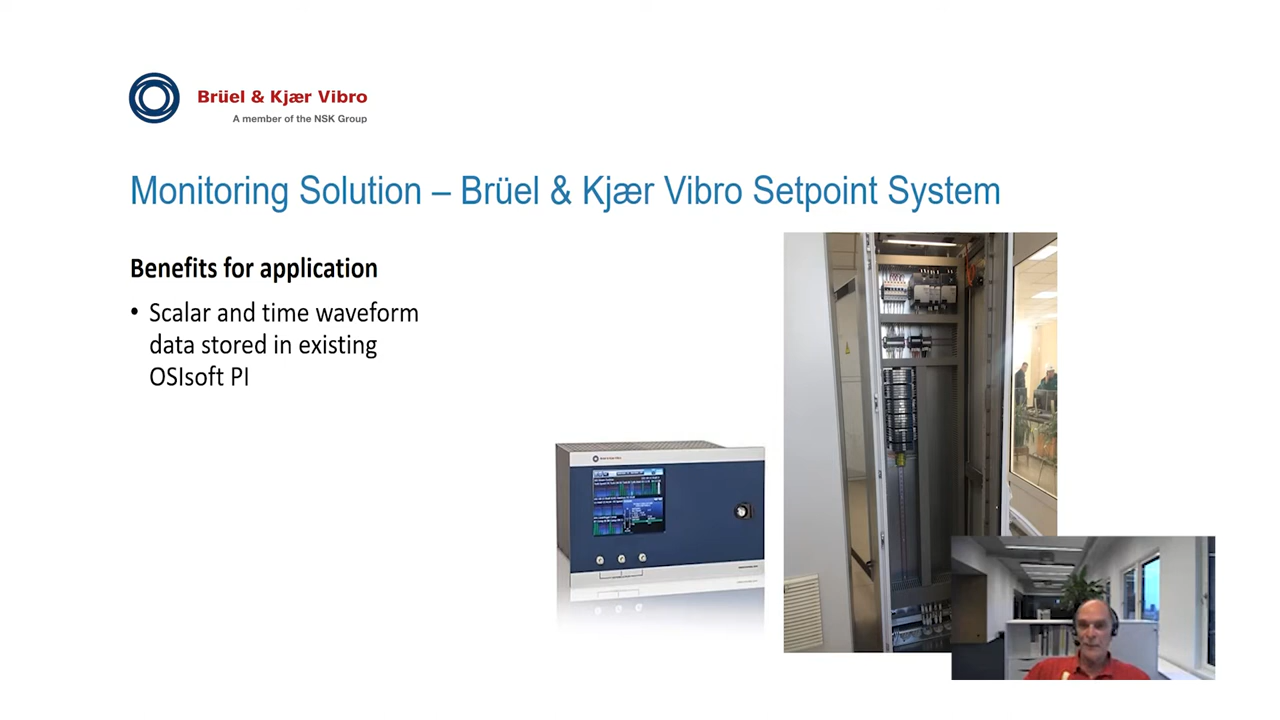 Brüel & Kjær Vibro
A member of the NSK Group
Monitoring Solution – Brüel & Kjær Vibro Setpoint System
Benefits for application
• Scalar and time waveform
data stored in existing
OSIsoft PI